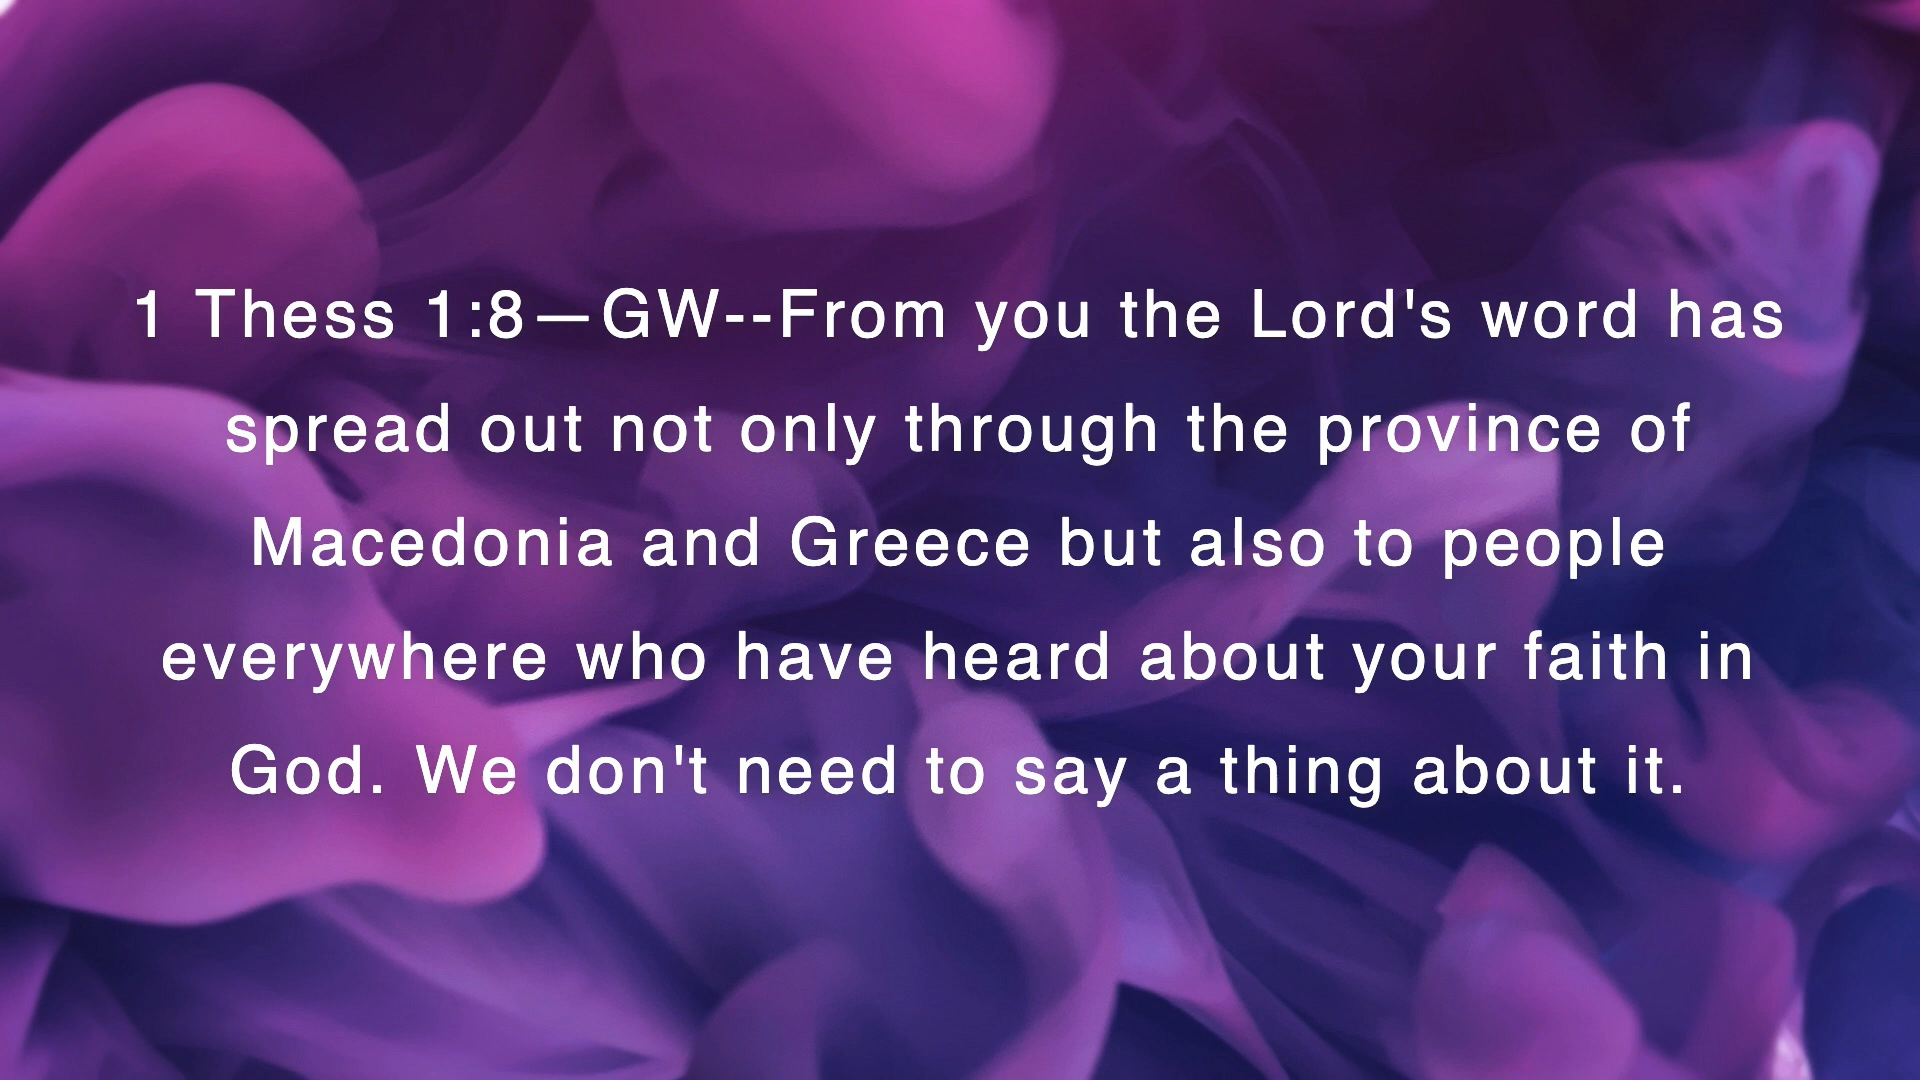 1 Thess 1:8—GW--From you the Lord's word has
spread out not only through the province of
Macedonia and Greece but also to people
everywhere who have heard about your faith in
God. We don't need to say a thing about it.